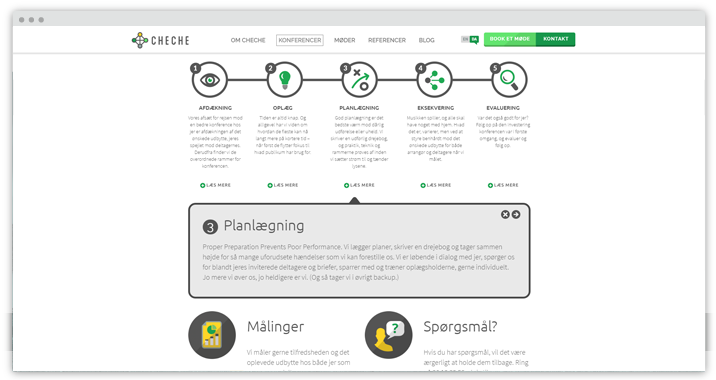 CHECHE
OM CHECHE
KONFERENCER
MØDER
REFERENCER
BLOG
EN DA
BOOK ET MØDE
KONTAKT
1
2
3
4
5
AFDÆKNING
Vores afsæt for rejsen mod
en bedre konference hos
jer er afklaringen af det
ønskede udbytte, jeres
spejlet mod deltagernes.
Derudfra finder vi de
overordnede rammer for
konferencen.
LÆS MERE
OPLÆG
Tiden er altid knap. Og
alligevel har vi viden om
hvordan de fleste kan nå
langt mere på kortere tid –
når først de flytter fokus til
hvad publikum har brug for.
LÆS MERE
PLANLÆGNING
God planlægning er det
bedste værn mod dårlig
udførelse eller uheld. Vi
skriver en udførlig drejebog
og praktik, teknik og
rammerne prøves af inden
vi sætter strøm til og tænder
lysene.
LÆS MERE
EKSEKVERING
Musikken spiller, og alle skal
have noget med hjem. Hvad
det er, varierer, men ved at
styre benhårdt mod det
ønskede udbytte for både
arrangør og deltagere når vi
målet.
LÆS MERE
EVALUERING
Var det også godt for jer?
Følg op på den investering
konferencen var i første
omgang, og evaluer og
følg op.
LÆS MERE
3 Planlægning
Proper Preparation Prevents Poor Performance. Vi lægger planer, skriver en drejebog og tager sammen
højde for så mange uforudsete hændelser som vi kan forestille os. Vi er løbende i dialog med jer, spørger os
for blandt jeres inviterede deltagere og briefer, sparrer med og træner oplægsholderne, gerne individuelt.
Jo mere vi øver os, jo heldigere er vi. (Og så tager vi i øvrigt backup.)
Målinger
Vi måler gerne tilfredsheden og det
oplevede udbytte hos både jer som
Spørgsmål?
Hvis du har spørgsmål, vil det være
ærgerligt at holde dem tilbage. Ring